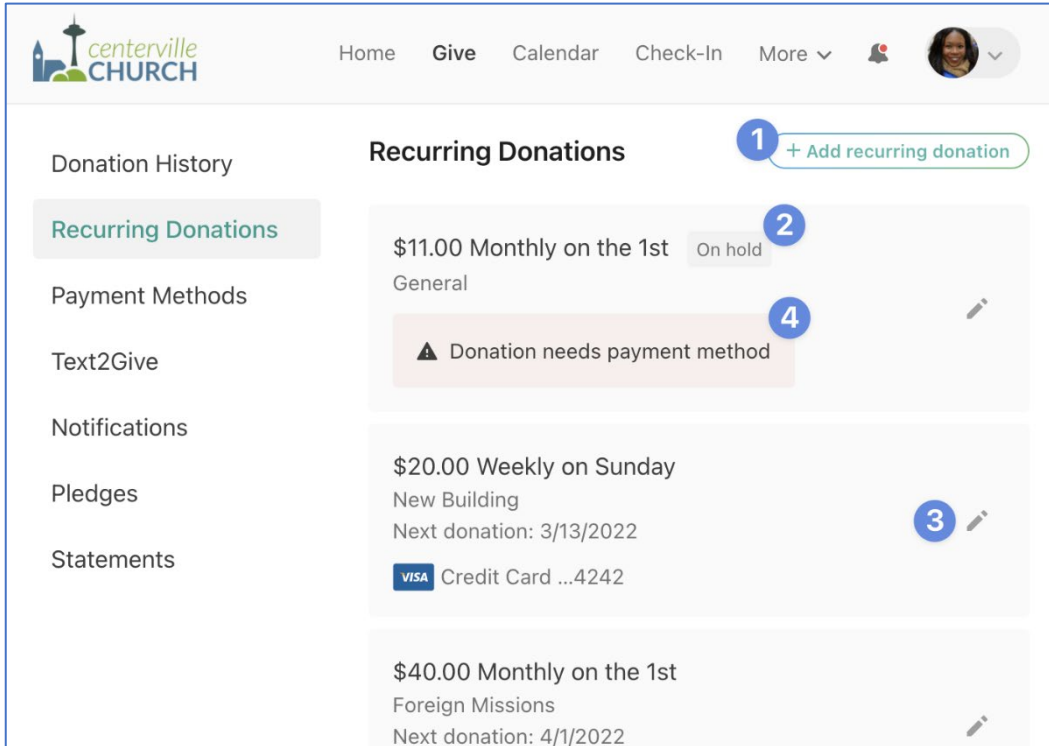 centerville
CHURCH
Home Give Calendar Check-In More
Donation History
Recurring Donations
Payment Methods
Text2Give
Notifications
Pledges
Statements
Recurring Donations
1 + Add recurring donation
2
$11.00 Monthly on the 1st On hold
General
4
Donation needs payment method
$20.00 Weekly on Sunday
New Building
3
Next donation: 3/13/2022
VISA Credit Card ...4242
$40.00 Monthly on the 1st
Foreign Missions
Next donation: 4/1/2022